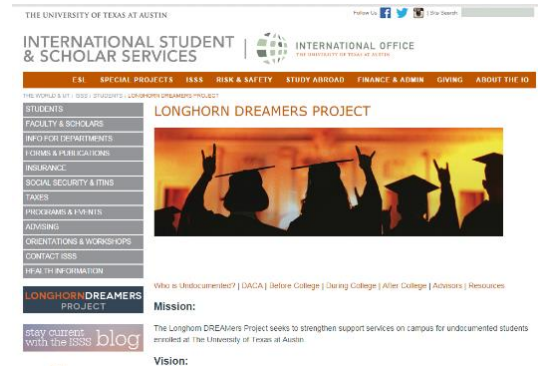 THE UNIVERSITY OF TEXAS AT AUSTIN
Follow Us | Site Search
INTERNATIONAL STUDENT
& SCHOLAR SERVICES
INTERNATIONAL OFFICE
THE UNIVERSITY OF TEXAS AT AUSTIN
ESL SPECIAL PROJECTS ISSS RISK & SAFETY STUDY ABROAD FINANCE & ADMIN GIVING ABOUT THE IO
THE WORLD & UT / ISSS / STUDENTS / LONGHORN DREAMERS PROJECT
STUDENTS
FACULTY & SCHOLARS
INFO FOR DEPARTMENTS
FORMS & PUBLICATIONS
INSURANCE
SOCIAL SECURITY & ITINS
TAXES
PROGRAMS & EVENTS
ADVISING
ORIENTATIONS & WORKSHOPS
CONTACT ISSS
HEALTH INFORMATION
LONGHORNDREAMERS
PROJECT
stay current
with the ISSS blog
LONGHORN DREAMERS PROJECT
Who is Undocumented? | DACA | Before College | During College | After College | Advisors | Resources
Mission:
The Longhorn DREAMers Project seeks to strengthen support services on campus for undocumented students
enrolled at The University of Texas at Austin.
Vision: